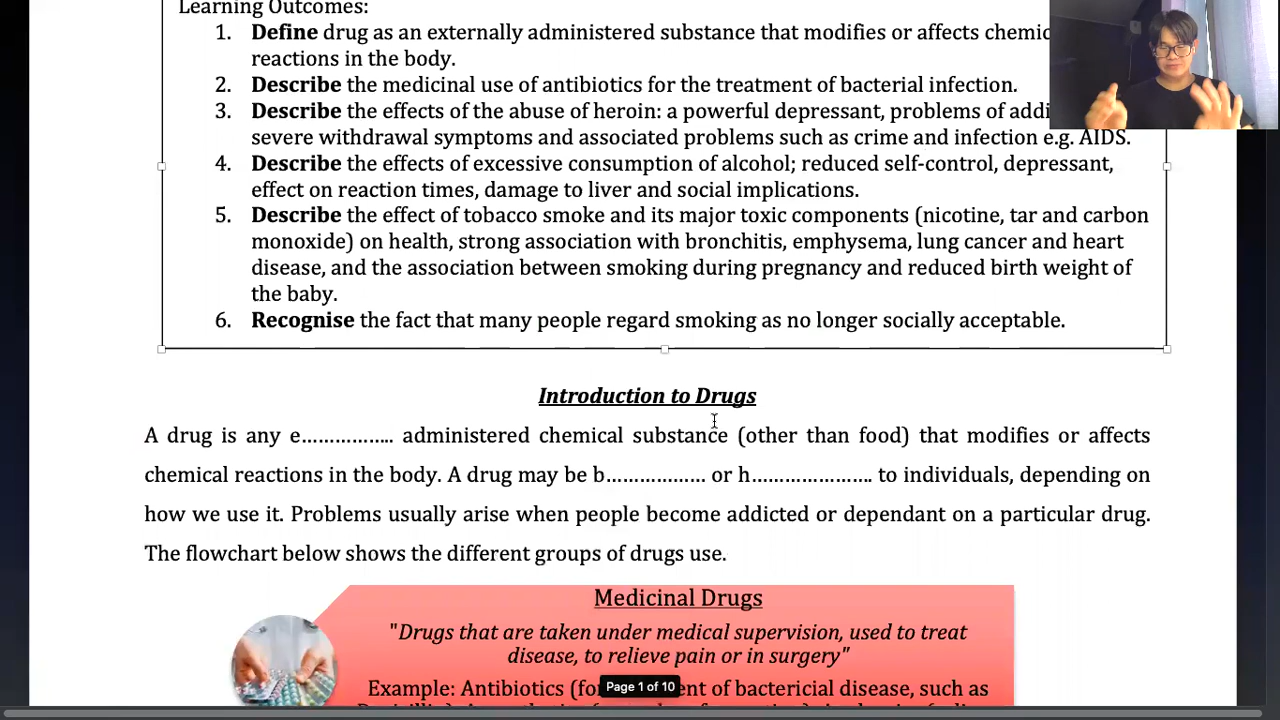 Learning Outcomes:
1. Define drug as an externally administered substance that modifies or affects
reactions in the body.
2. Describe the medicinal use of antibiotics for the treatment of bacterial infection.
3. Describe the effects of the abuse of heroin: a powerful depressant, problems of
severe withdrawal symptoms and associated problems such as crime and infection e.g. AIDS.
4. Describe the effects of excessive consumption of alcohol; reduced self-control, depressant,
effect on reaction times, damage to liver and social implications.
5. Describe the effect of tobacco smoke and its major toxic components (nicotine, tar and carbon
monoxide) on health, strong association with bronchitis, emphysema, lung cancer and heart
disease, and the association between smoking during pregnancy and reduced birth weight of
the baby.
6. Recognise the fact that many people regard smoking as no longer socially acceptable.
Introduction to Drugs
A drug is any e…………….. administered chemical substance (other than food) that modifies or affects
chemical reactions in the body. A drug may be b……………… or h…………………. to individuals, depending on
how we use it. Problems usually arise when people become addicted or dependant on a particular drug.
The flowchart below shows the different groups of drugs use.
Medicinal Drugs
"Drugs that are taken under medical supervision, used to treat
disease, to relieve pain or in surgery"
Example: Antibiotics (for of bactericial disease, such as
Page 1 of 10